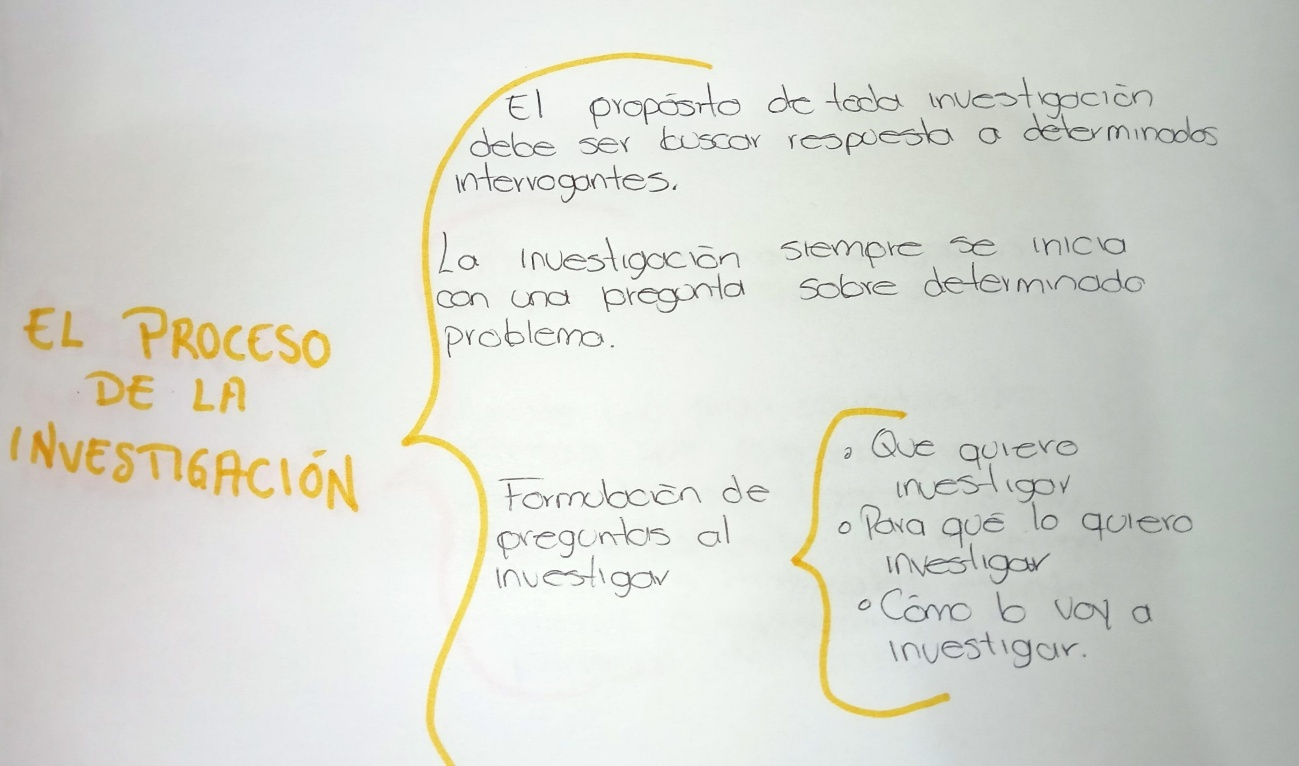 EL PROCESO
DE LA
INVESTIGACIÓN
El propósito de toda investigación
debe ser buscar respuesta a determinados
interrogantes.
La investigación siempre se inicia
con una pregunta sobre determinado
problema.
Formulación de
preguntas al
investigar
Que quiero
investigar
Para qué lo quiero
investigar
Cómo lo voy a
investigar.